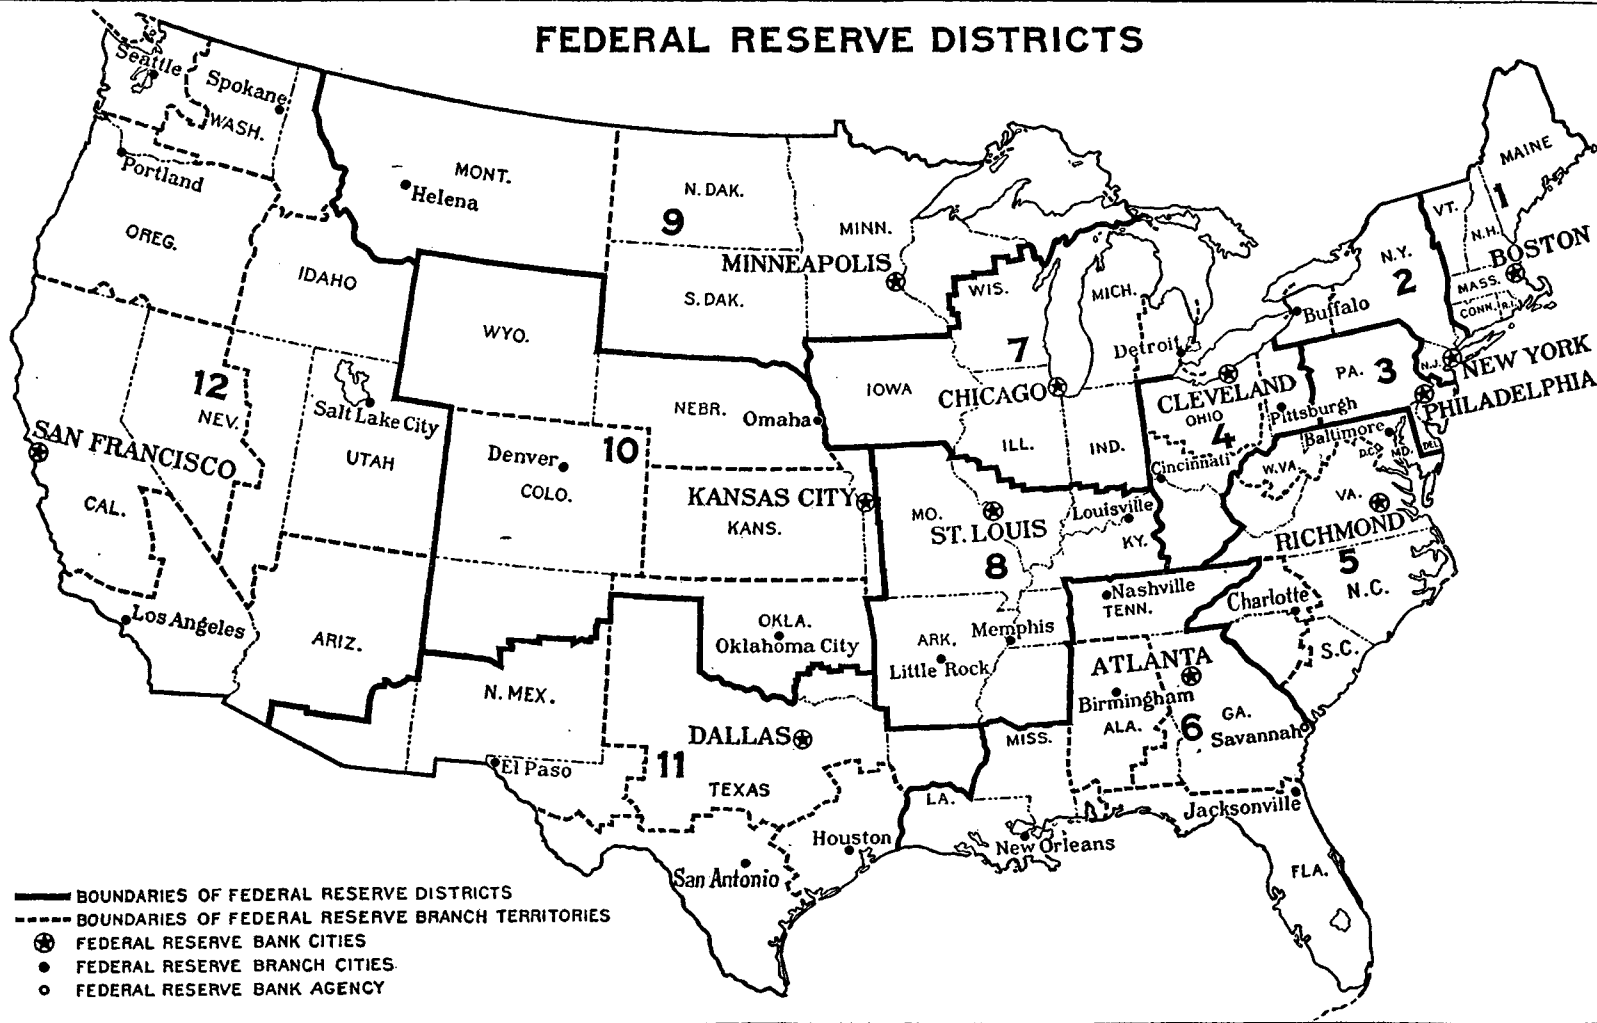 FEDERAL RESERVE DISTRICTS
Seattle
Spokane
WASH.
Portland
OREG.
IDAHO
MONT.
Helena
N. DAK.
9
MINN.
MINNEAPOLIS
S. DAK.
WYO.
WIS.
MICH.
7
Detroit
IOWA
CHICAGO
ILL.
IND.
NEBR.
Omaha
12
NEV.
SAN FRANCISCO
CAL.
Salt Lake City
UTAH
Denver
COLO.
10
KANSAS CITY
KANS.
MO.
ST. LOUIS
8
Louisville
KY.
CLEVELAND
OHIO
4
Cincinnati
Pittsburgh
PA.
3
N.Y.
2
Buffalo
MAINE
VT.
1
N.H.
BOSTON
MASS.
CONN.
R.I.
N.J.
NEW YORK
PHILADELPHIA
Baltimore
D.C.
MD.
DEL.
W.VA.
VA.
RICHMOND
5
N.C.
Charlotte
S.C.
Nashville
TENN.
Los Angeles
ARIZ.
N. MEX.
El Paso
OKLA.
Oklahoma City
ARK.
Little Rock
Memphis
ATLANTA
Birmingham
ALA.
6
GA.
Savannah
Jacksonville
FLA.
MISS.
LA.
New Orleans
DALLAS
11
TEXAS
Houston
San Antonio
BOUNDARIES OF FEDERAL RESERVE DISTRICTS
BOUNDARIES OF FEDERAL RESERVE BRANCH TERRITORIES
FEDERAL RESERVE BANK CITIES
FEDERAL RESERVE BRANCH CITIES
FEDERAL RESERVE BANK AGENCY